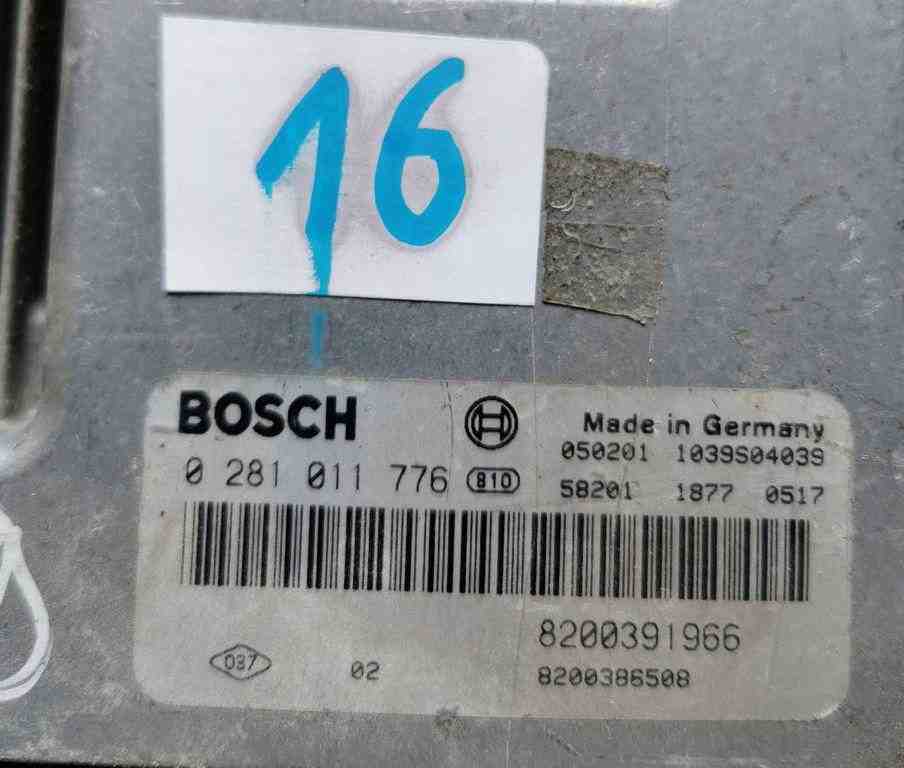 16
BOSCH
Made in Germany
050201 1039S04039
0 281 011 776 810
58201 1877 0517
8200391966
037 02
8200386508